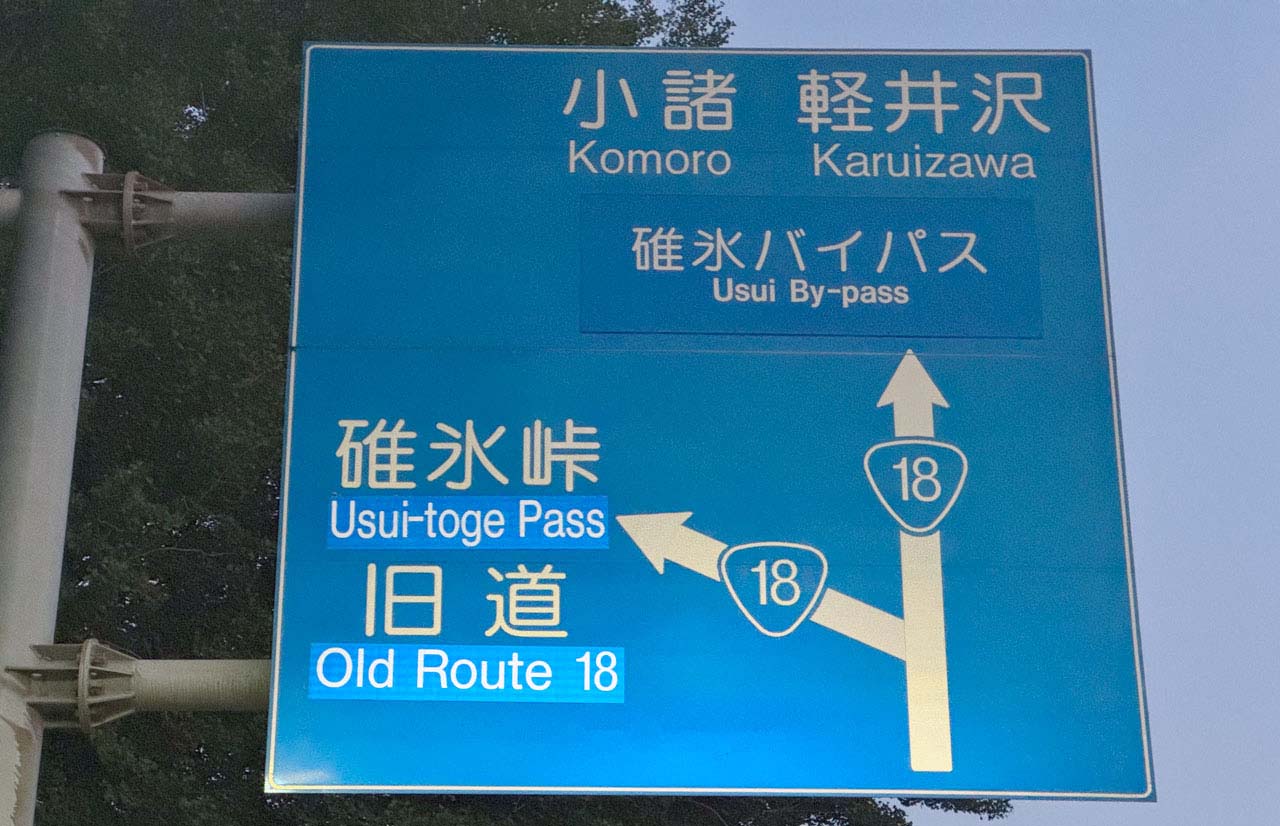 小諸 軽井沢
Komoro Karuizawa
碓氷バイパス
Usui By-pass
18
碓氷峠
Usui-toge Pass
18
旧道
Old Route 18